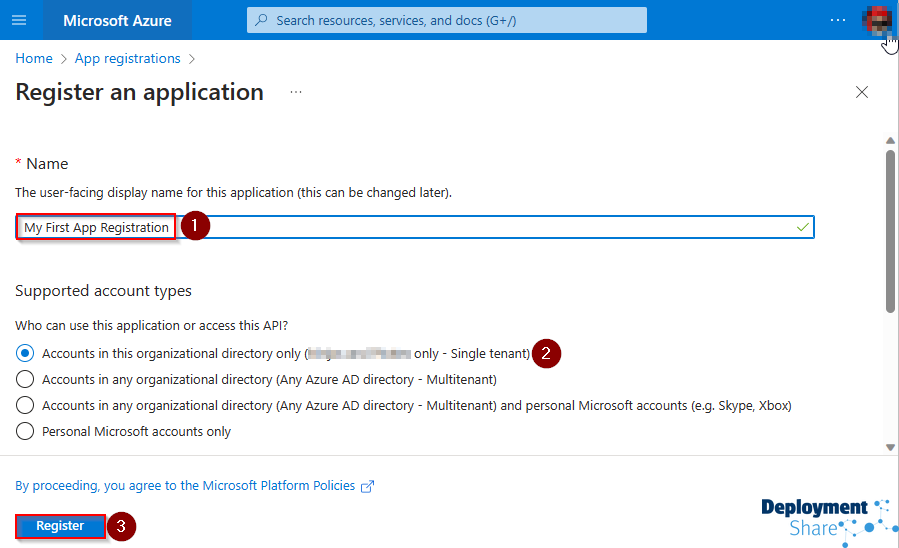 Microsoft Azure
Search resources, services, and docs (G+/)
...
Home > App registrations >
Register an application ...
* Name
The user-facing display name for this application (this can be changed later).
My First App Registration
1
Supported account types
Who can use this application or access this API?
Accounts in this organizational directory only ( only - Single tenant)
2
Accounts in any organizational directory (Any Azure AD directory - Multitenant)
Accounts in any organizational directory (Any Azure AD directory - Multitenant) and personal Microsoft accounts (e.g. Skype, Xbox)
Personal Microsoft accounts only
By proceeding, you agree to the Microsoft Platform Policies
Register
3
Deployment
Share